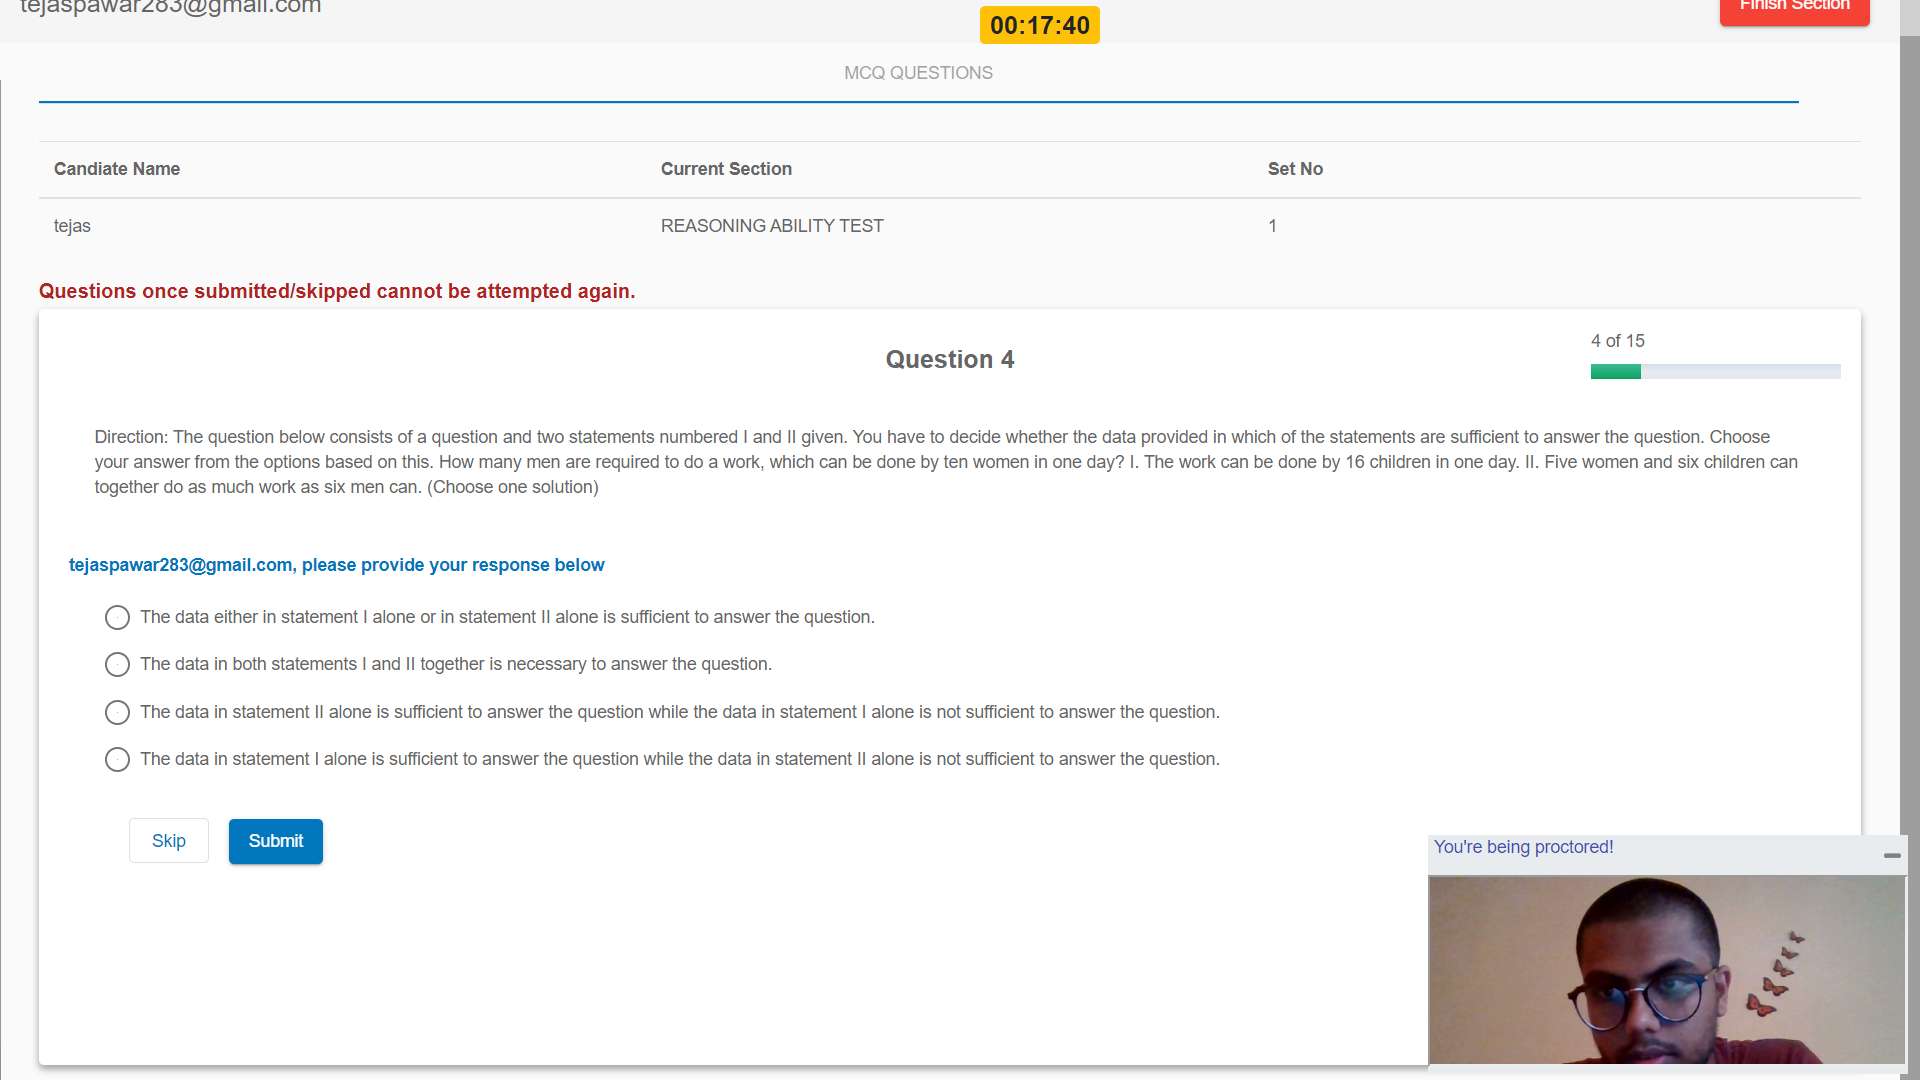 tejaspawar283@gmail.com
Finish Section
00:17:40
MCQ QUESTIONS
Candiate Name Current Section Set No
tejas REASONING ABILITY TEST 1
Questions once submitted/skipped cannot be attempted again.
4 of 15
Question 4
Direction: The question below consists of a question and two statements numbered I and II given. You have to decide whether the data provided in which of the statements are sufficient to answer the question. Choose
your answer from the options based on this. How many men are required to do a work, which can be done by ten women in one day? I. The work can be done by 16 children in one day. II. Five women and six children can
together do as much work as six men can. (Choose one solution)
tejaspawar283@gmail.com, please provide your response below
The data either in statement I alone or in statement II alone is sufficient to answer the question.
The data in both statements I and II together is necessary to answer the question.
The data in statement II alone is sufficient to answer the question while the data in statement I alone is not sufficient to answer the question.
The data in statement I alone is sufficient to answer the question while the data in statement II alone is not sufficient to answer the question.
Skip Submit
You're being proctored!